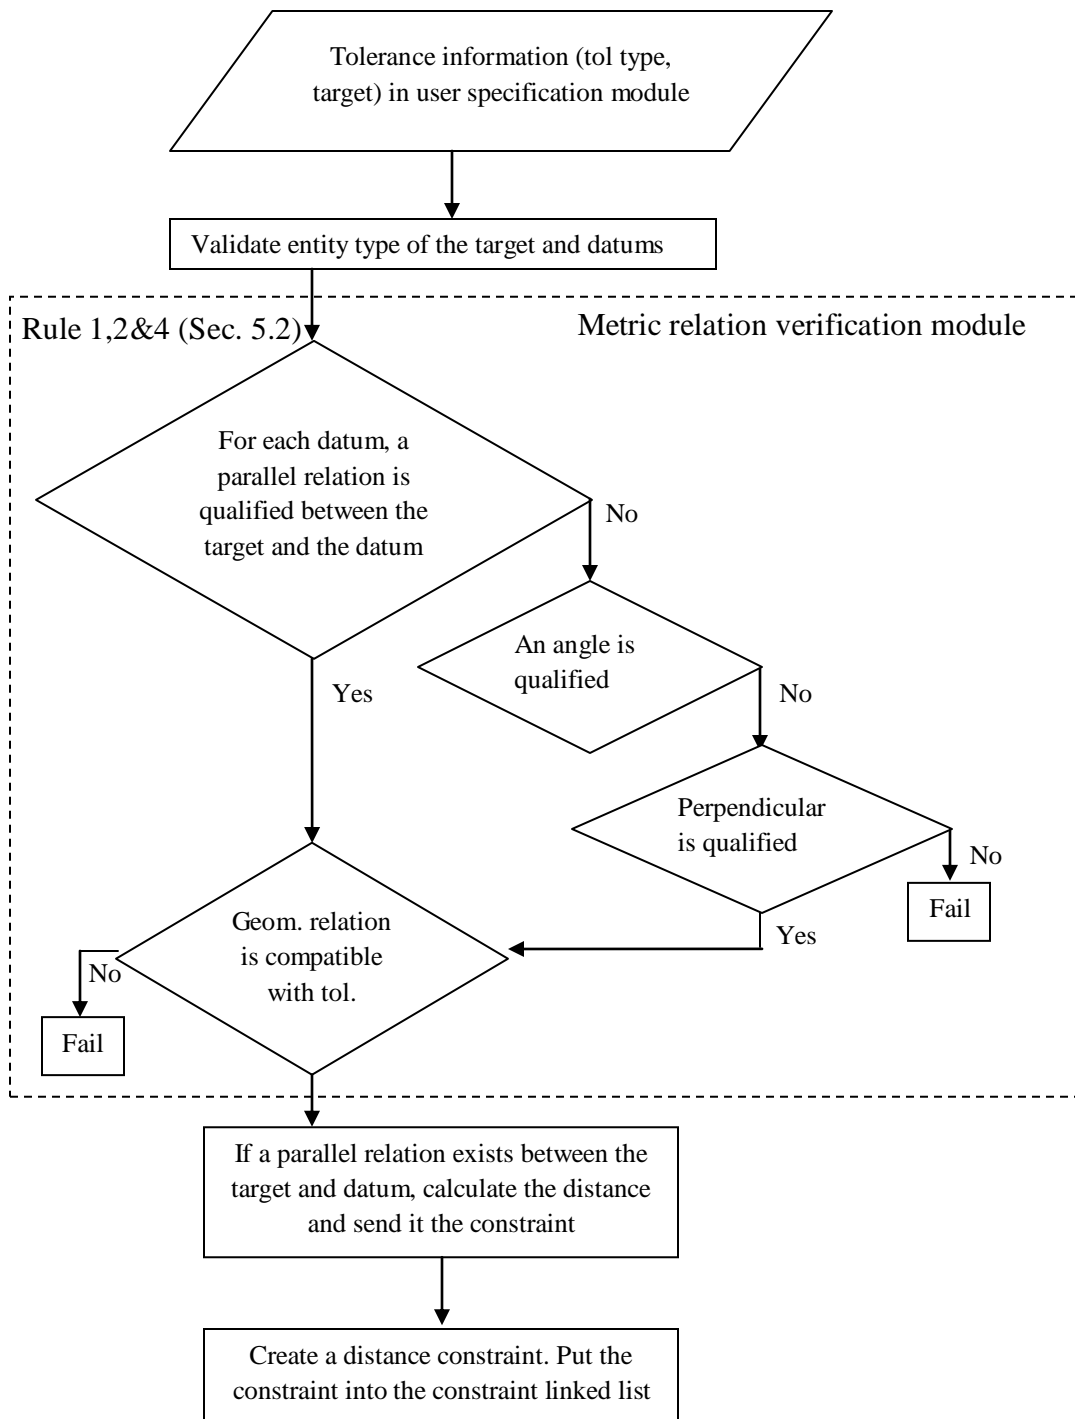 Tolerance information (tol type,
target) in user specification module
Validate entity type of the target and datums
Rule 1,2&4 (Sec. 5.2)
Metric relation verification module
For each datum, a
parallel relation is
qualified between the
target and the datum
No
An angle is
qualified
Yes
No
Perpendicular
is qualified
No
Fail
Yes
Geom. relation
is compatible
with tol.
No
Fail
If a parallel relation exists between the
target and datum, calculate the distance
and send it the constraint
Create a distance constraint. Put the
constraint into the constraint linked list